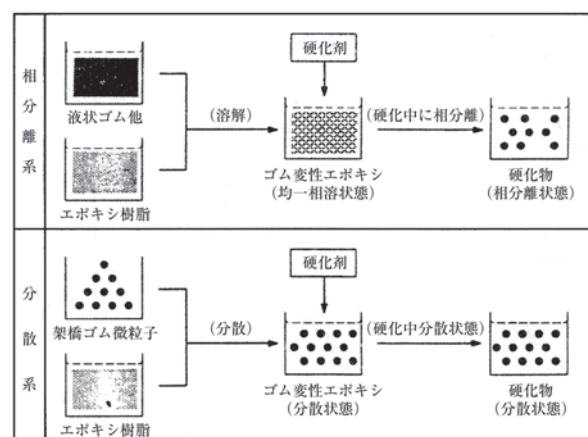 相分離系
液状ゴム他
エポキシ樹脂
(溶解)
硬化剤
ゴム変性エポキシ
(均一相溶状態)
(硬化中に相分離)
硬化物
(相分離状態)
分散系
架橋ゴム微粒子
エポキシ樹脂
(分散)
硬化剤
ゴム変性エポキシ
(分散状態)
(硬化中分散状態)
硬化物
(分散状態)